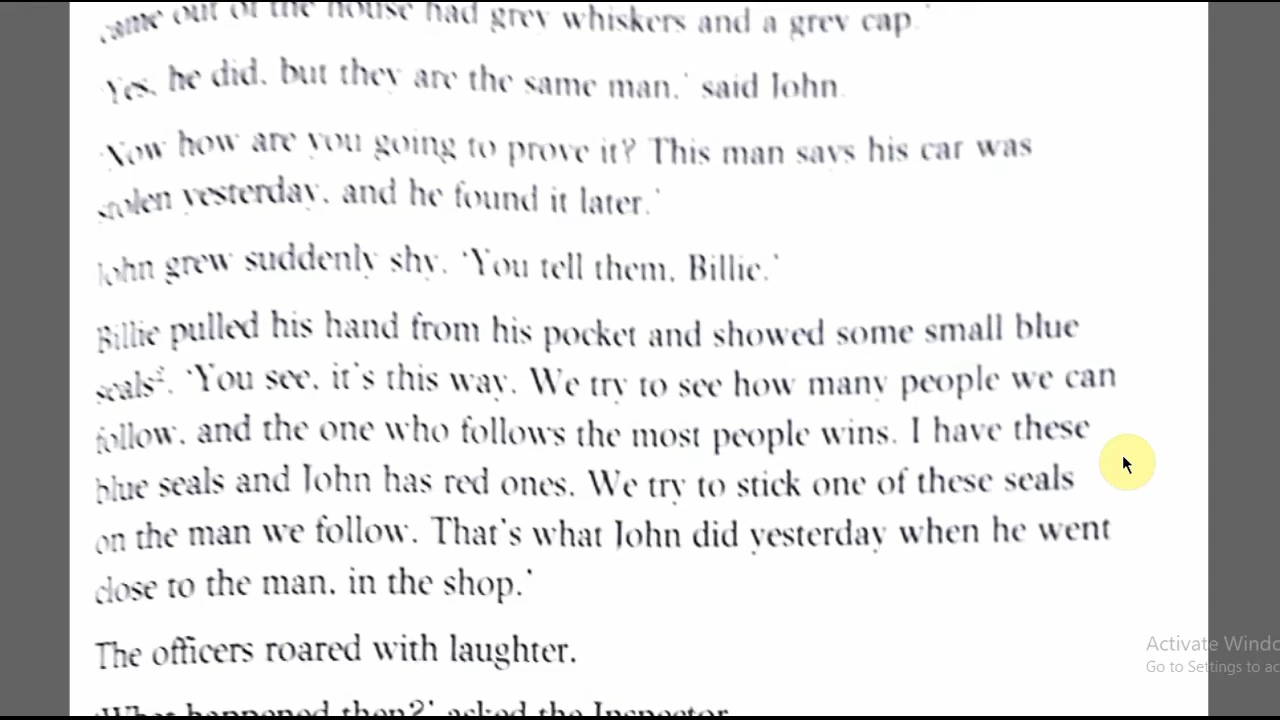 came out of the house had grey whiskers and a grey cap.'
'Yes, he did, but they are the same man,' said John.
'Now how are you going to prove it? This man says his car was
stolen yesterday, and he found it later.'
John grew suddenly shy. 'You tell them, Billie.'
Billie pulled his hand from his pocket and showed some small blue
seals². 'You see, it's this way. We try to see how many people we can
follow, and the one who follows the most people wins. I have these
blue seals and John has red ones. We try to stick one of these seals
on the man we follow. That's what John did yesterday when he went
close to the man, in the shop.'
The officers roared with laughter.
'What happened then?' asked the Inspector.
Activate Windo
Go to Settings to ac